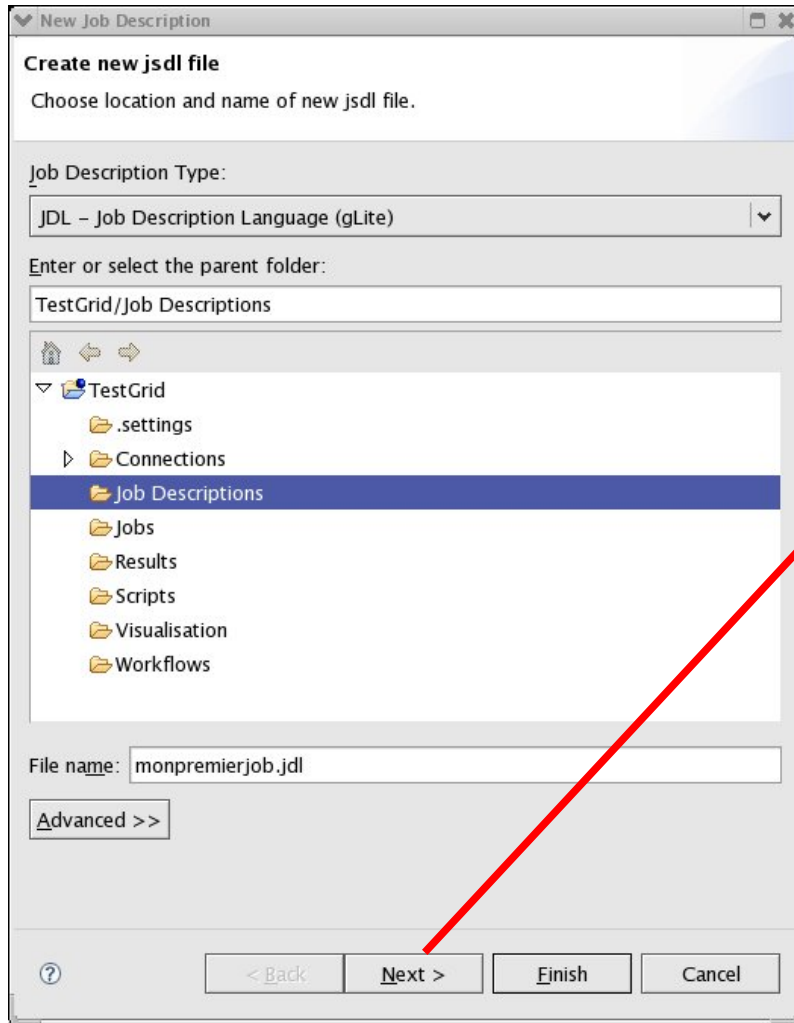 New Job Description
Create new jsdl file
Choose location and name of new jsdl file.
Job Description Type:
JDL – Job Description Language (gLite)
Enter or select the parent folder:
TestGrid/Job Descriptions
TestGrid
.settings
Connections
Job Descriptions
Jobs
Results
Scripts
Visualisation
Workflows
File name: monpremierjob.jdl
Advanced >>
? < Back Next > Finish Cancel